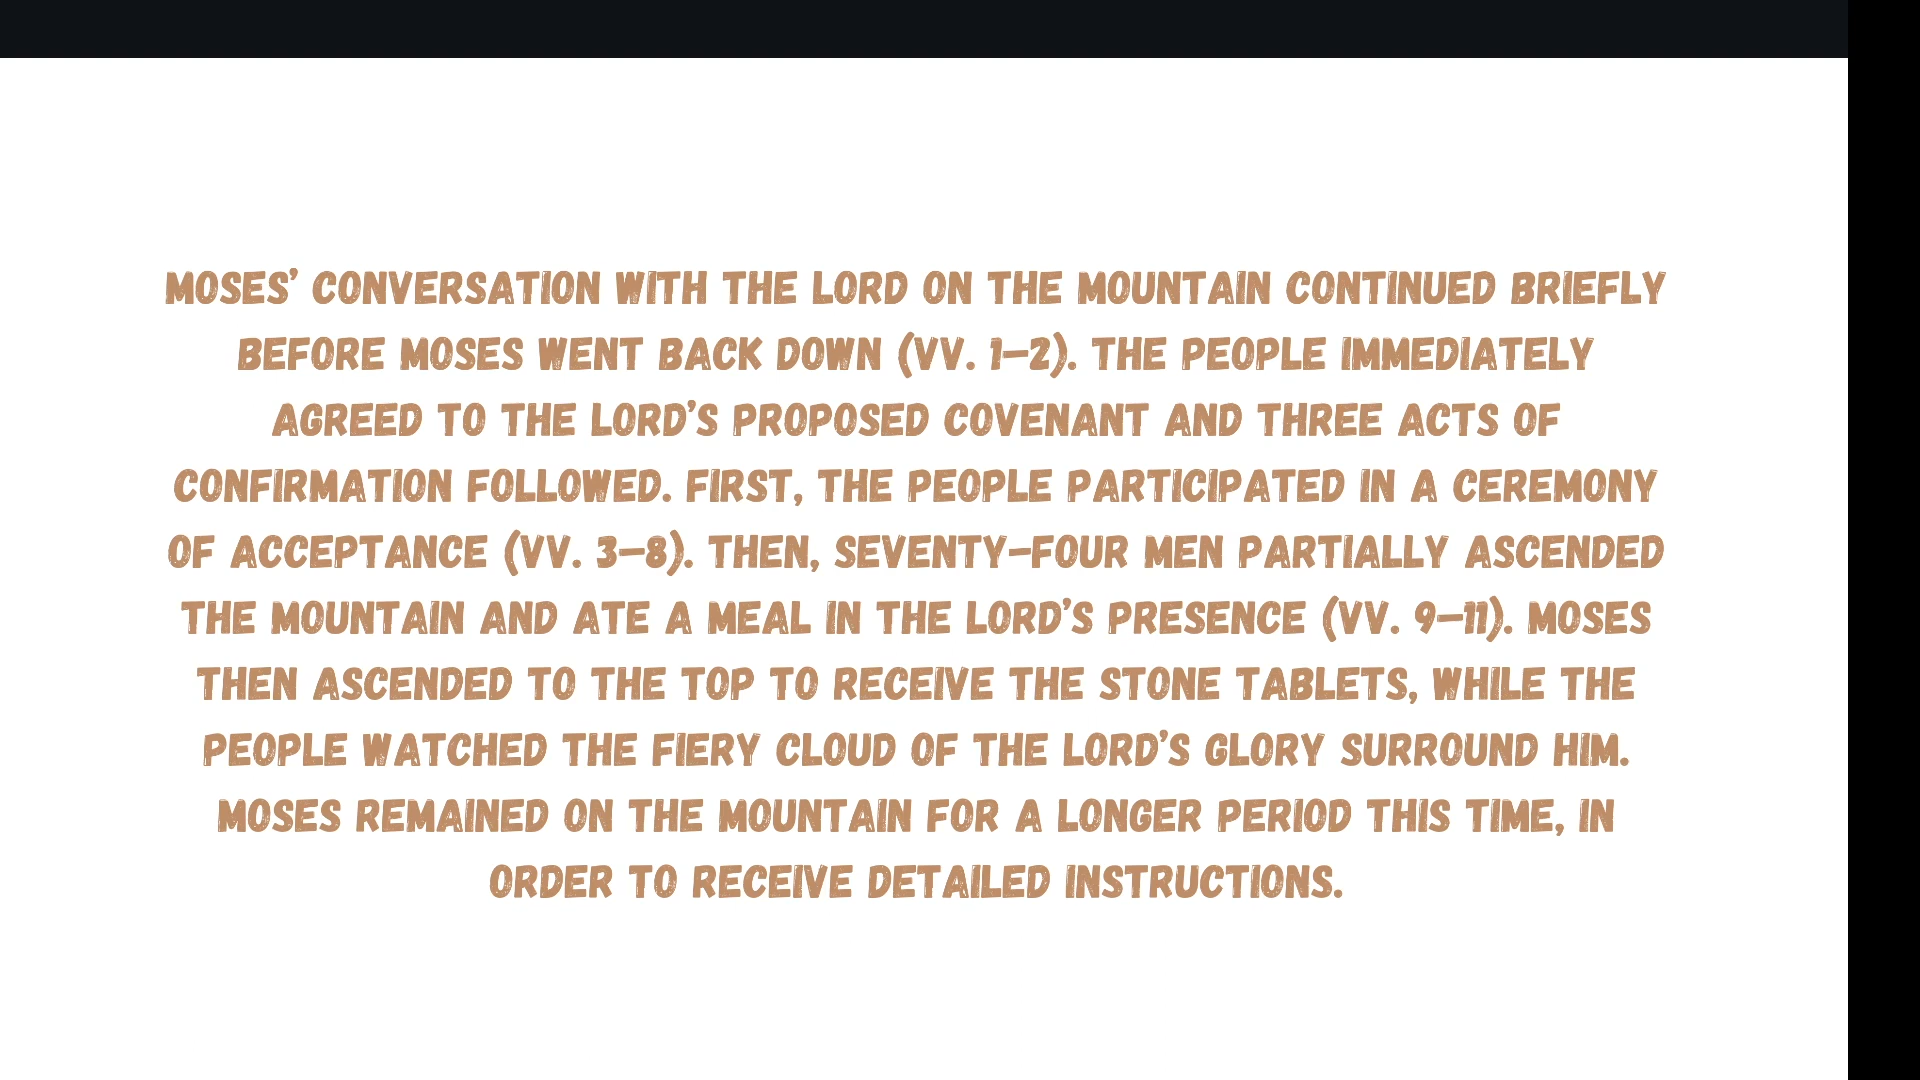 MOSES’ CONVERSATION WITH THE LORD ON THE MOUNTAIN CONTINUED BRIEFLY
BEFORE MOSES WENT BACK DOWN (VV. 1–2). THE PEOPLE IMMEDIATELY
AGREED TO THE LORD’S PROPOSED COVENANT AND THREE ACTS OF
CONFIRMATION FOLLOWED. FIRST, THE PEOPLE PARTICIPATED IN A CEREMONY
OF ACCEPTANCE (VV. 3–8). THEN, SEVENTY-FOUR MEN PARTIALLY ASCENDED
THE MOUNTAIN AND ATE A MEAL IN THE LORD’S PRESENCE (VV. 9–11). MOSES
THEN ASCENDED TO THE TOP TO RECEIVE THE STONE TABLETS, WHILE THE
PEOPLE WATCHED THE FIERY CLOUD OF THE LORD’S GLORY SURROUND HIM.
MOSES REMAINED ON THE MOUNTAIN FOR A LONGER PERIOD THIS TIME, IN
ORDER TO RECEIVE DETAILED INSTRUCTIONS.